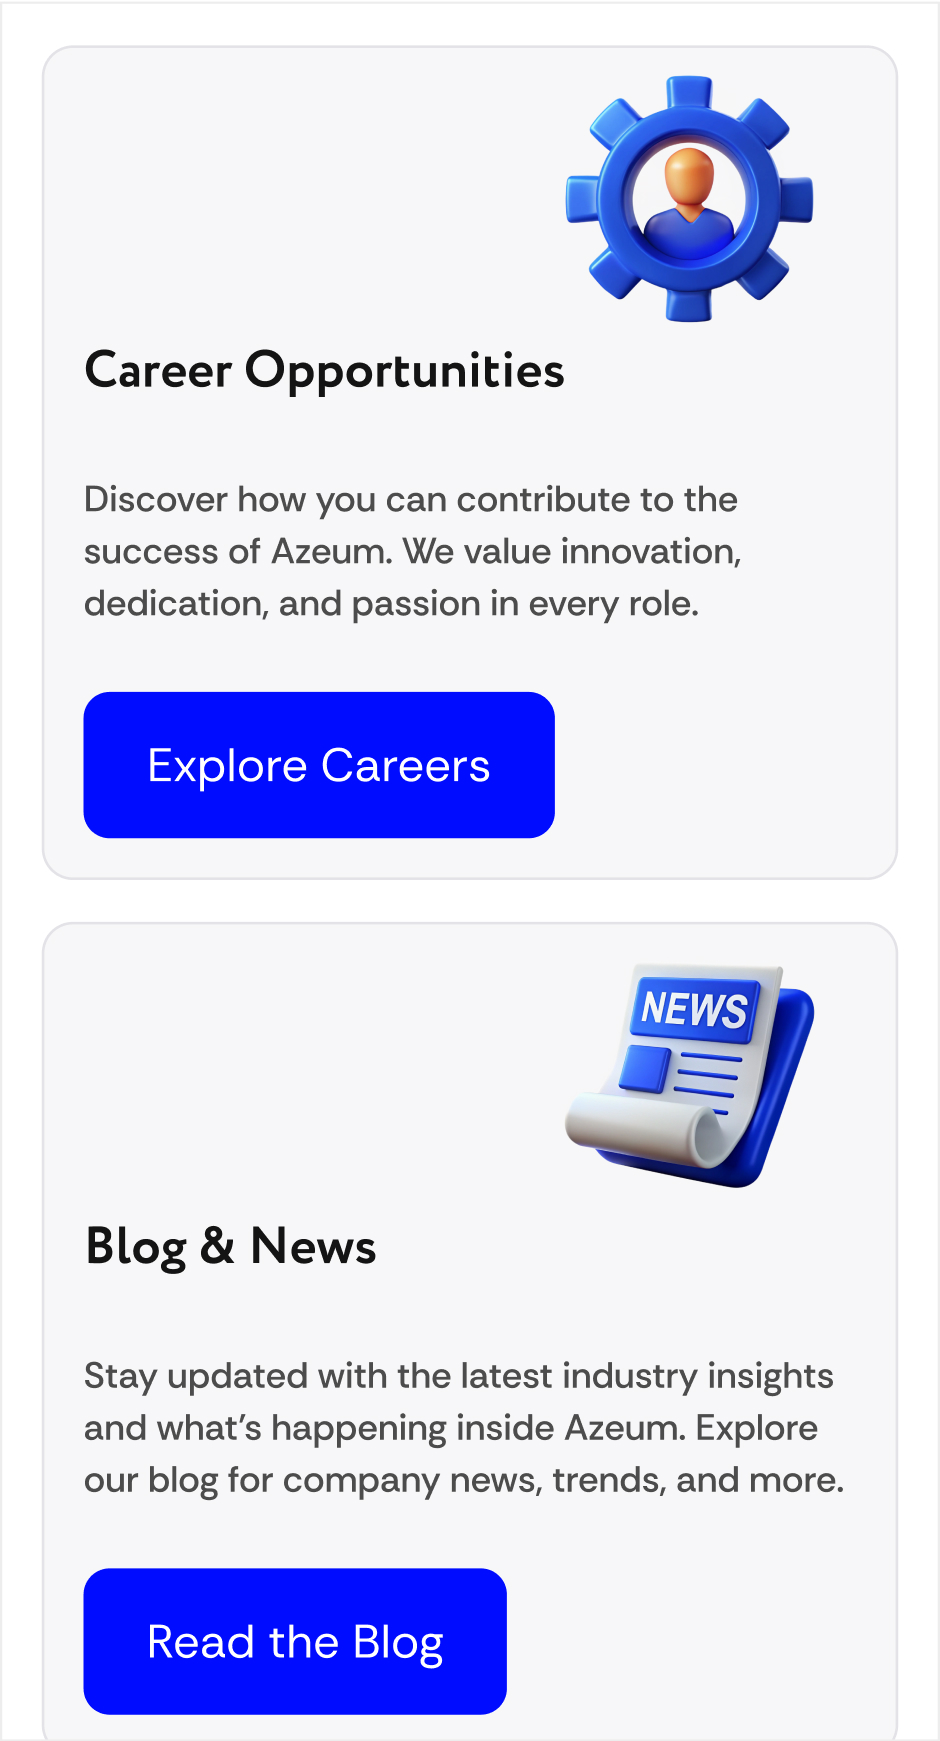 Career Opportunities
Discover how you can contribute to the
success of Azeum. We value innovation,
dedication, and passion in every role.
Explore Careers
NEWS
Blog & News
Stay updated with the latest industry insights
and what’s happening inside Azeum. Explore
our blog for company news, trends, and more.
Read the Blog